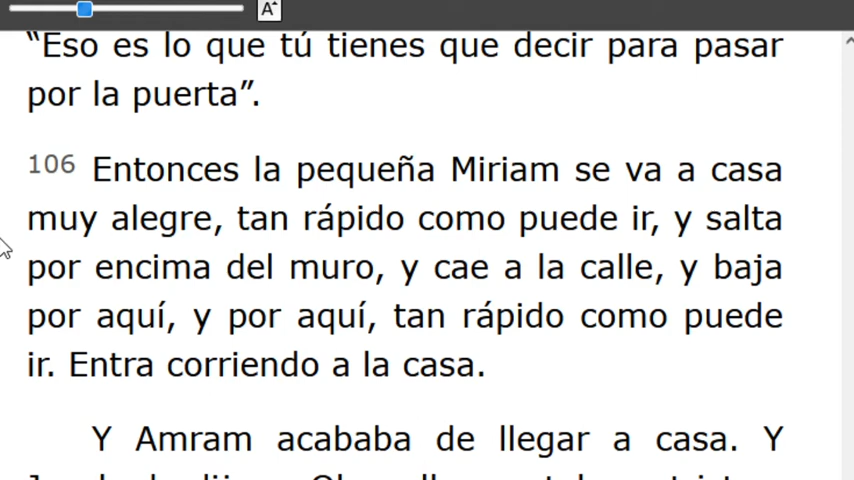 A
“Eso es lo que tú tienes que decir para pasar
por la puerta”.
106 Entonces la pequeña Miriam se va a casa
muy alegre, tan rápido como puede ir, y salta
por encima del muro, y cae a la calle, y baja
por aquí, y por aquí, tan rápido como puede
ir. Entra corriendo a la casa.
Y Amram acababa de llegar a casa. Y